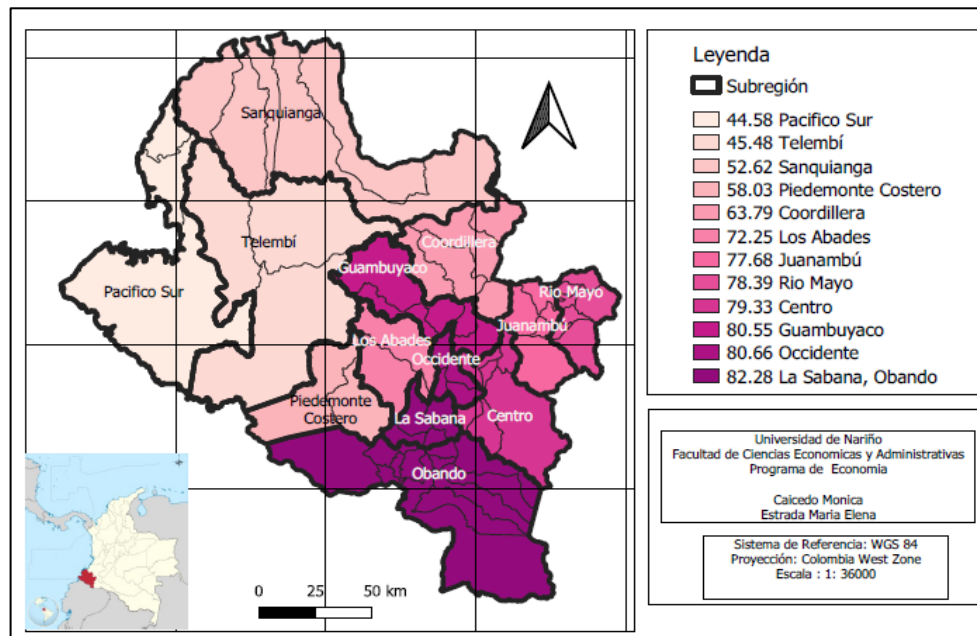 Sanquianga
Telembí
Coordillera
Guambuyaco
Pacifico Sur
Rio Mayo
Juanambú
Los Abades
Occidente
Piedemonte
Costero
La Sabana
Centro
Obando
0 25 50 km
Leyenda
Subregión
44.58 Pacifico Sur
45.48 Telembí
52.62 Sanquianga
58.03 Piedemonte Costero
63.79 Coordillera
72.25 Los Abades
77.68 Juanambú
78.39 Rio Mayo
79.33 Centro
80.55 Guambuyaco
80.66 Occidente
82.28 La Sabana, Obando
Universidad de Nariño
Facultad de Ciencias Economicas y Administrativas
Programa de Economia
Caicedo Monica
Estrada Maria Elena
Sistema de Referencia: WGS 84
Proyección: Colombia West Zone
Escala : 1: 36000